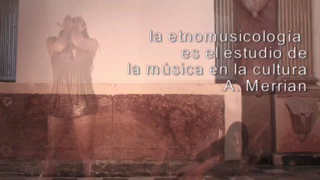 la etnomusicología
es el estudio de
la música en la cultura
A. Merrian